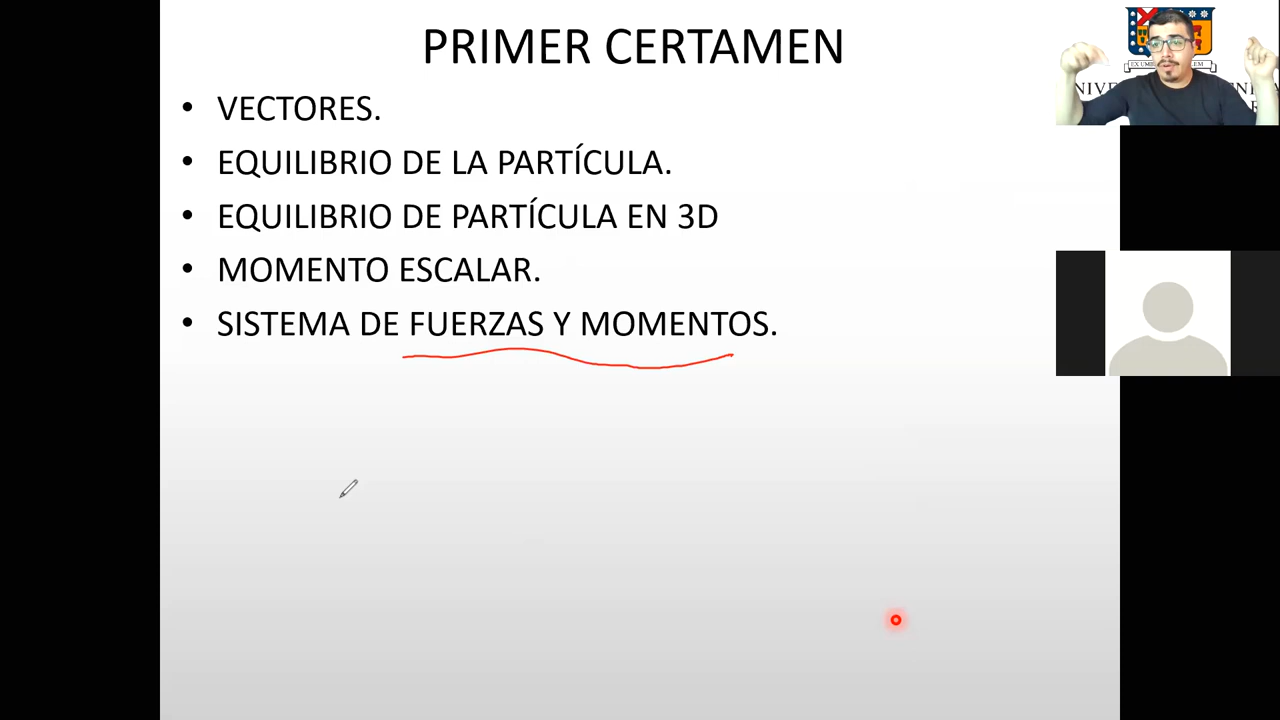 PRIMER CERTAMEN
• VECTORES.
• EQUILIBRIO DE LA PARTÍCULA.
• EQUILIBRIO DE PARTÍCULA EN 3D
• MOMENTO ESCALAR.
• SISTEMA DE FUERZAS Y MOMENTOS.